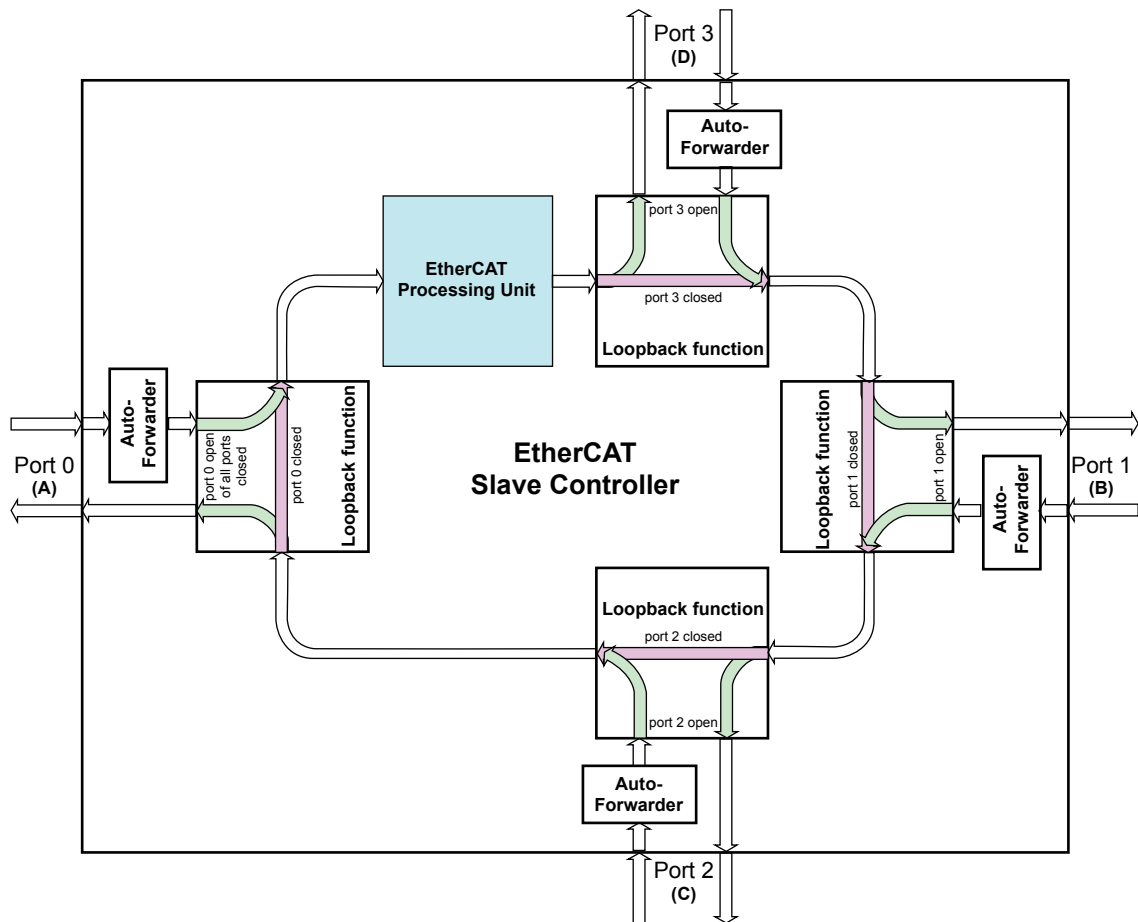 Port 3
(D)
Auto-
Forwarder
port 3 open
EtherCAT
Processing Unit
port 3 closed
Loopback function
Auto-
Forwarder
port 0 open
of all ports
closed
port 0 closed
Loopback function
Port 0
(A)
EtherCAT
Slave Controller
Loopback function
port 1 closed
port 1 open
Auto-
Forwarder
Port 1
(B)
Loopback function
port 2 closed
port 2 open
Auto-
Forwarder
Port 2
(C)